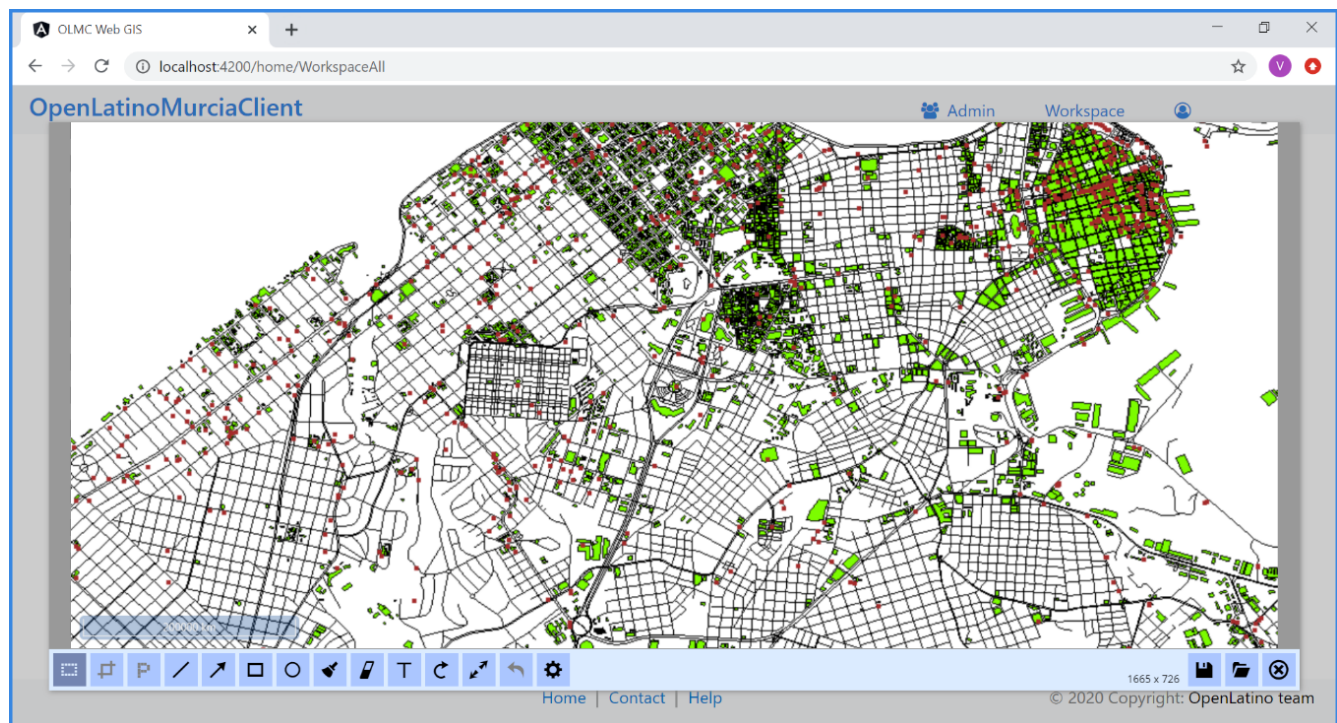 OLMC Web GIS
localhost:4200/home/WorkspaceAll
V
OpenLatinoMurciaClient
Admin
Workspace
P
T
1665 x 726
Home | Contact | Help
© 2020 Copyright: OpenLatino team